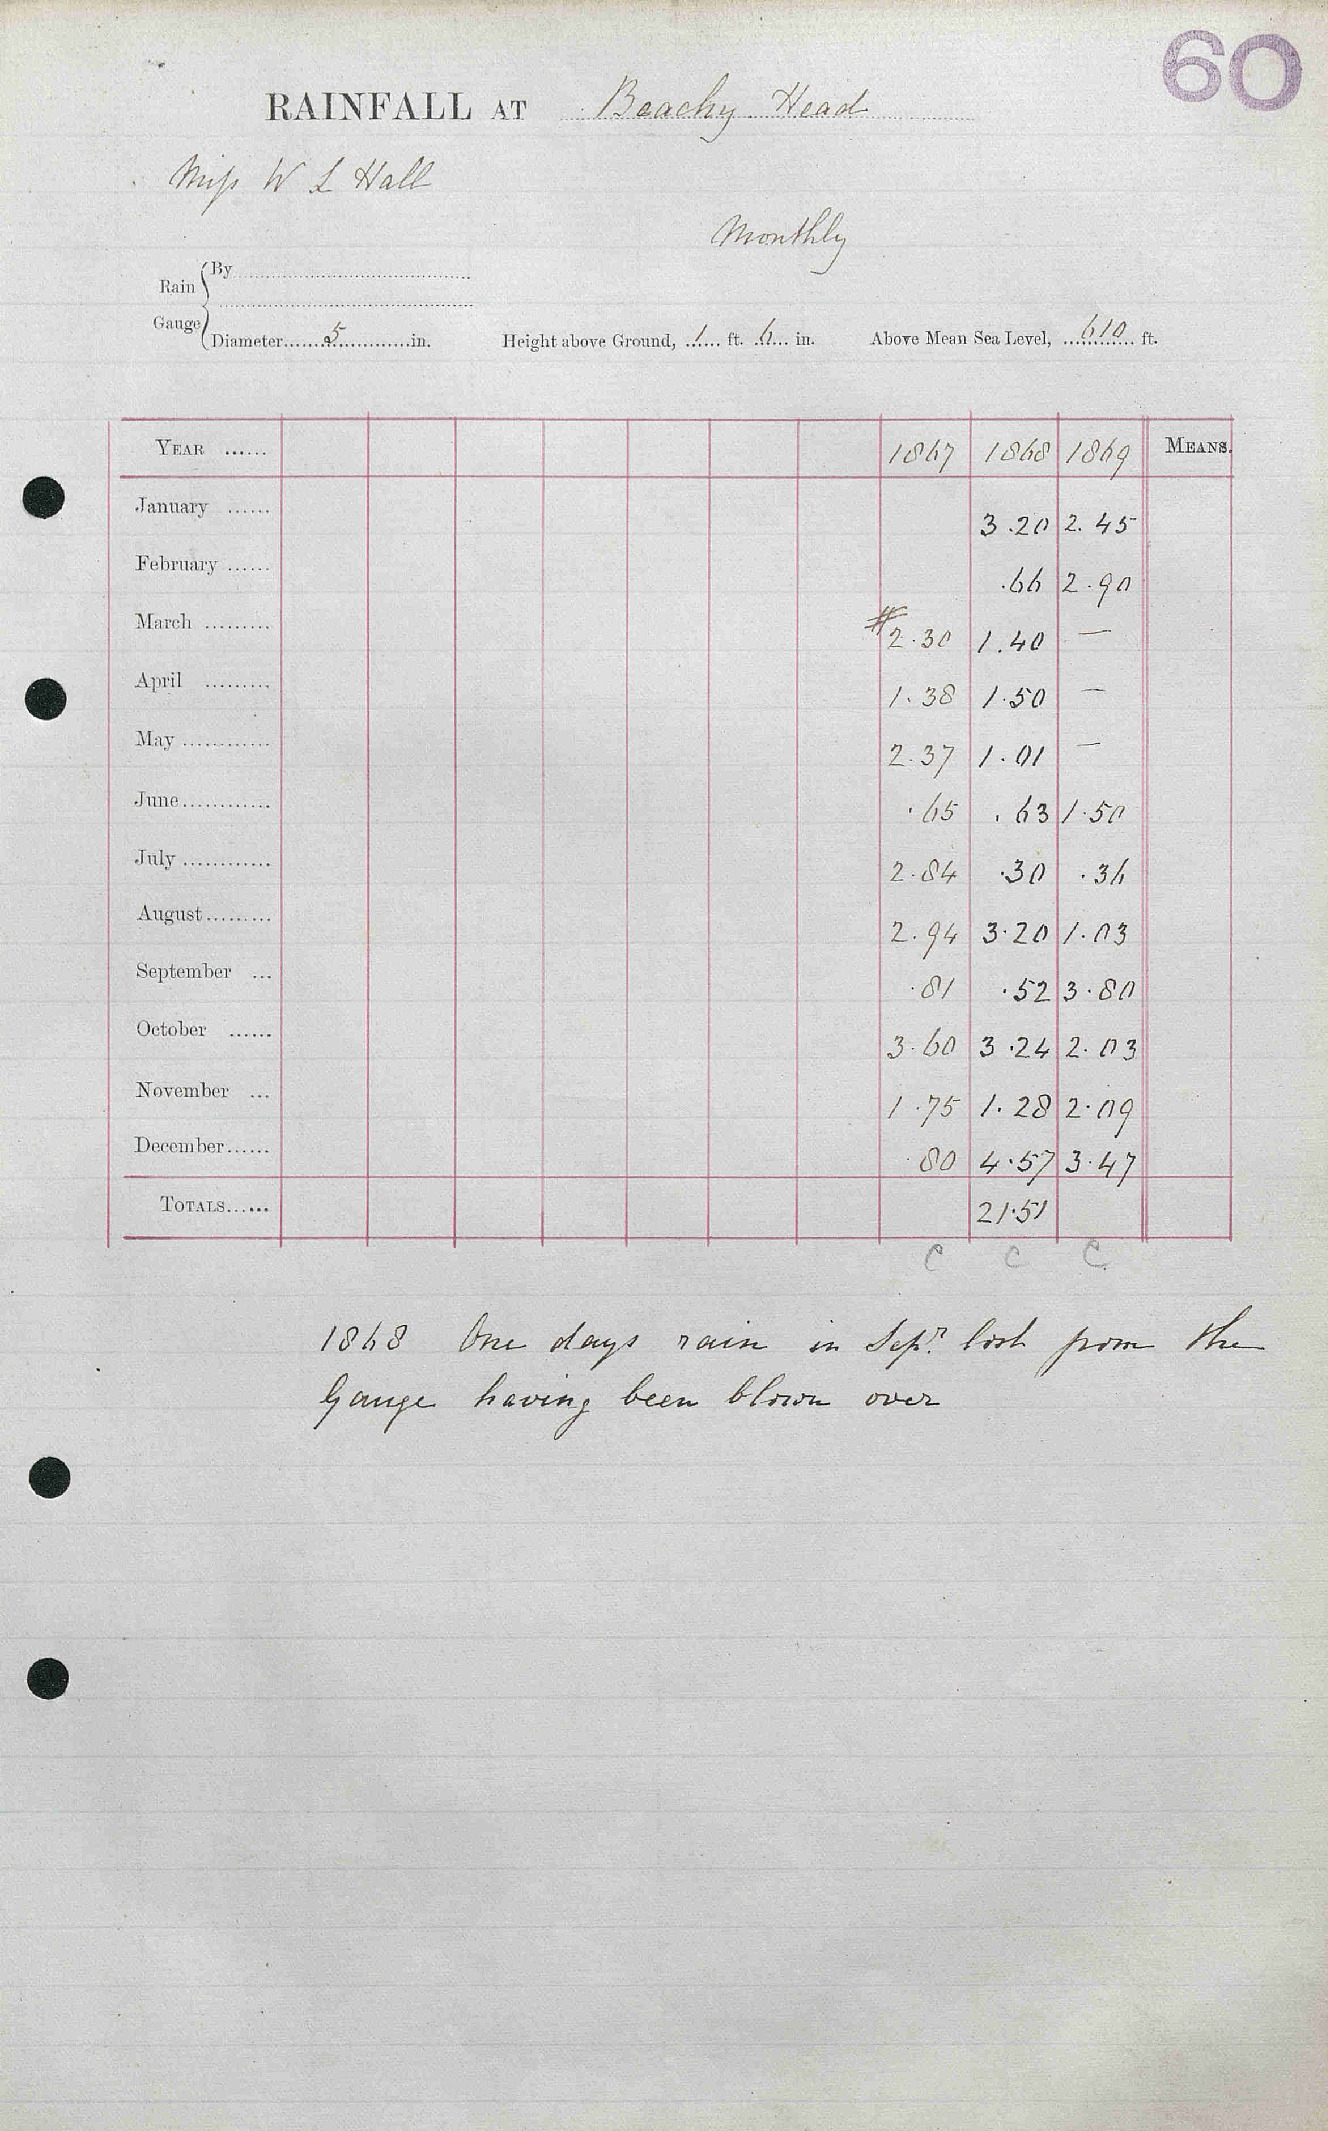 60
RAINFALL AT Beachy Head
Miss W L Hall
Monthly
Rain Gauge
By
Diameter 5 in. Height above Ground, 1 ft. 6 in. Above Mean Sea Level, 610 ft.
YEAR ...... 1867 1868 1869 MEANS.
January ...... 3.20 2.45
February ...... .66 2.90
March ......... # 2.30 1.40 —
April ......... 1.38 1.50 —
May ............ 2.37 1.01 —
June ............ .65 .63 1.50
July ............ 2.84 .30 .36
August ......... 2.94 3.20 1.03
September ... .81 .52 3.80
October ...... 3.60 3.24 2.03
November ... 1.75 1.28 2.09
December ...... .80 4.57 3.47
TOTALS ...... 21.51
C C C
1868 One days rain in Sepr. lost from the
Gauge having been blown over